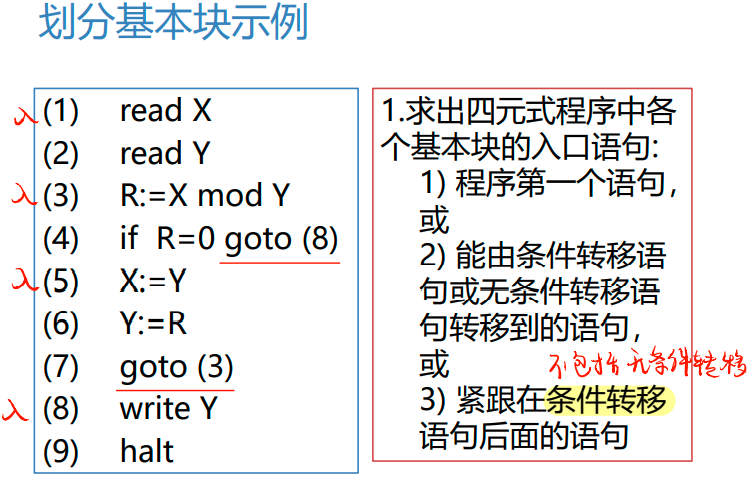 划分基本块示例
入 (1) read X
(2) read Y
入 (3) R:=X mod Y
(4) if R=0 goto (8)
入 (5) X:=Y
(6) Y:=R
(7) goto (3)
入 (8) write Y
(9) halt
1.求出四元式程序中各
个基本块的入口语句:
1) 程序第一个语句，
或
2) 能由条件转移语
句或无条件转移语
句转移到的语句，
或
不包括无条件转移
3) 紧跟在条件转移
语句后面的语句